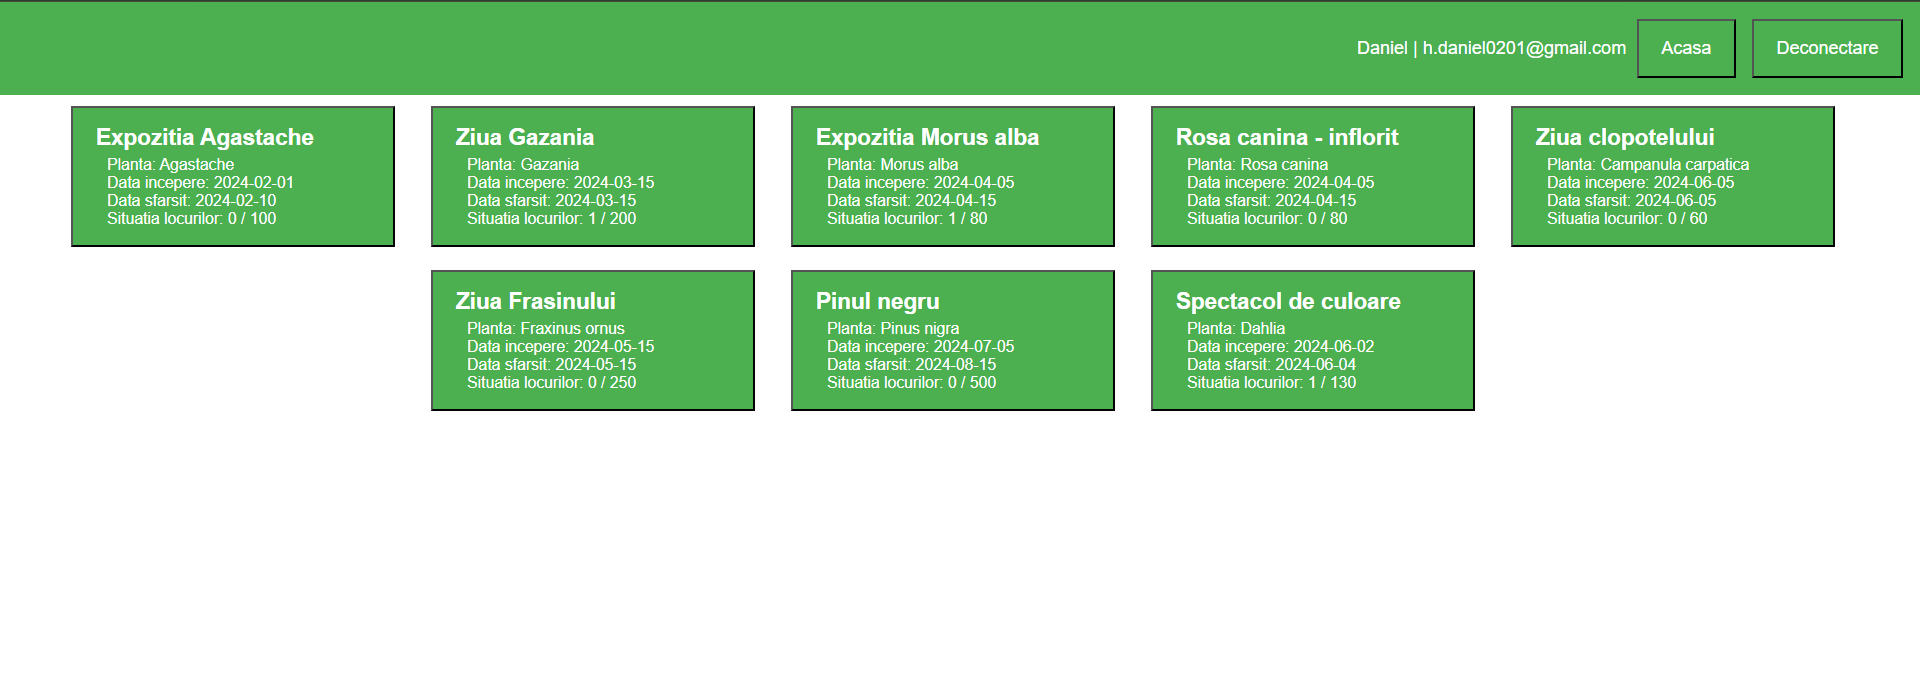 Daniel | h.daniel0201@gmail.com Acasa Deconectare
Expozitia Agastache
Planta: Agastache
Data incepere: 2024-02-01
Data sfarsit: 2024-02-10
Situatia locurilor: 0 / 100
Ziua Gazania
Planta: Gazania
Data incepere: 2024-03-15
Data sfarsit: 2024-03-15
Situatia locurilor: 1 / 200
Expozitia Morus alba
Planta: Morus alba
Data incepere: 2024-04-05
Data sfarsit: 2024-04-15
Situatia locurilor: 1 / 80
Rosa canina - inflorit
Planta: Rosa canina
Data incepere: 2024-04-05
Data sfarsit: 2024-04-15
Situatia locurilor: 0 / 80
Ziua clopotelului
Planta: Campanula carpatica
Data incepere: 2024-06-05
Data sfarsit: 2024-06-05
Situatia locurilor: 0 / 60
Ziua Frasinului
Planta: Fraxinus ornus
Data incepere: 2024-05-15
Data sfarsit: 2024-05-15
Situatia locurilor: 0 / 250
Pinul negru
Planta: Pinus nigra
Data incepere: 2024-07-05
Data sfarsit: 2024-08-15
Situatia locurilor: 0 / 500
Spectacol de culoare
Planta: Dahlia
Data incepere: 2024-06-02
Data sfarsit: 2024-06-04
Situatia locurilor: 1 / 130